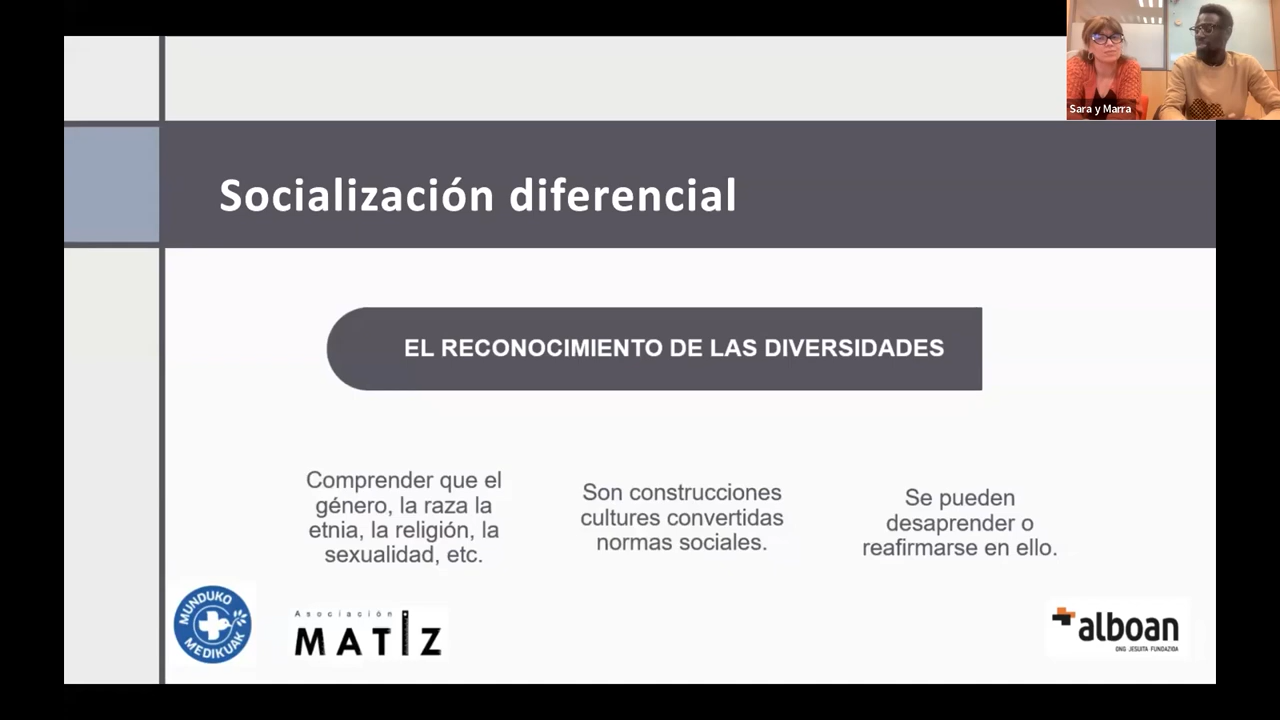 Sara y Marra
Socialización diferencial
EL RECONOCIMIENTO DE LAS DIVERSIDADES
Comprender que el
género, la raza la
etnia, la religión, la
sexualidad, etc.
Son construcciones
cultures convertidas
normas sociales.
Se pueden
desaprender o
reafirmarse en ello.
MUNDUKO
MEDIKUAK
Asociación
MATIZ
alboan
ONG JESUITA FUNDAZIOA